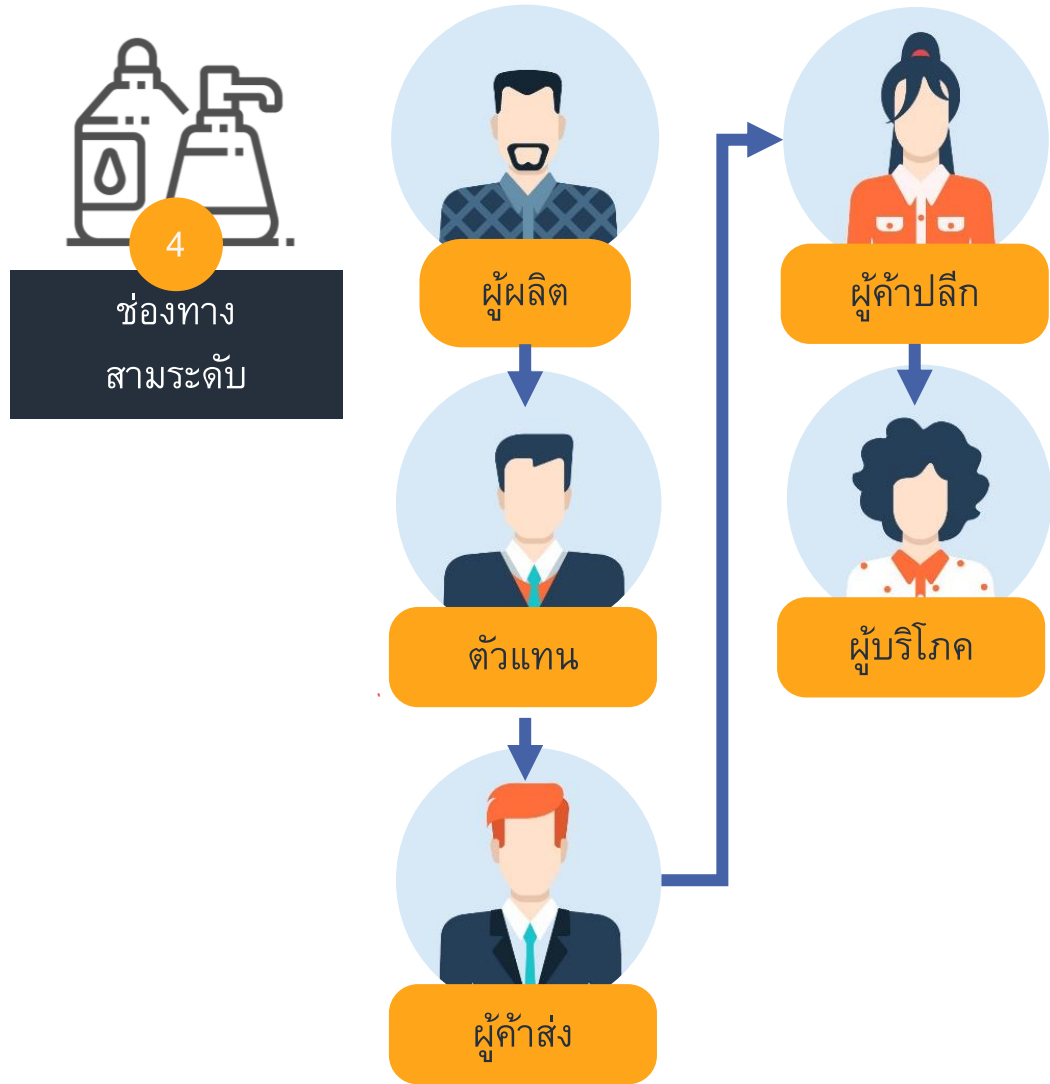 4
ช่องทาง
สามระดับ
ผู้ผลิต
ตัวแทน
ผู้ค้าส่ง
ผู้ค้าปลีก
ผู้บริโภค